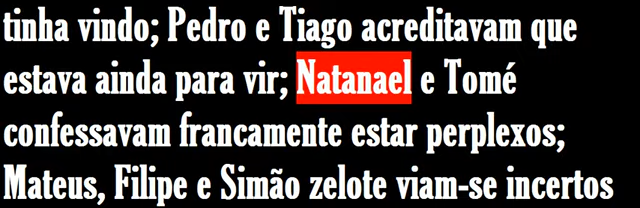 tinha vindo; Pedro e Tiago acreditavam que
estava ainda para vir; Natanael e Tomé
confessavam francamente estar perplexos;
Mateus, Filipe e Simão zelote viam-se incertos